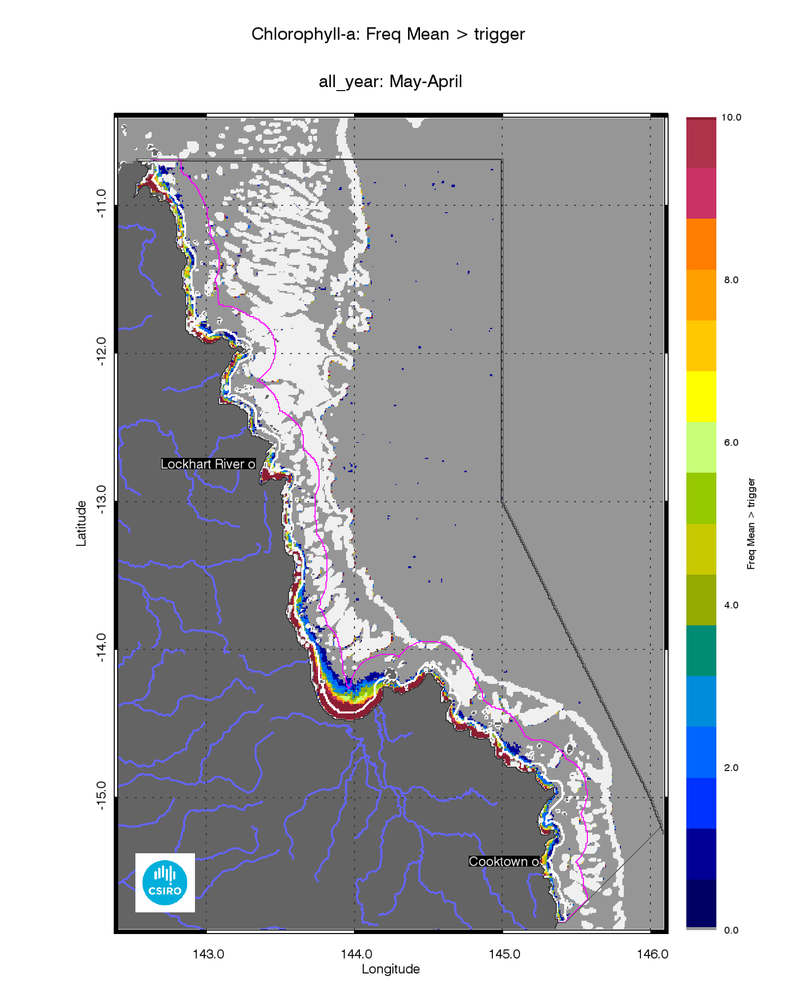 Chlorophyll-a: Freq Mean > trigger
all_year: May-April
10.0
8.0
6.0
4.0
2.0
0.0
Freq Mean > trigger
-11.0
-12.0
-13.0
-14.0
-15.0
Latitude
Lockhart River o
Cooktown o
CSIRO
143.0 144.0 145.0 146.0
Longitude